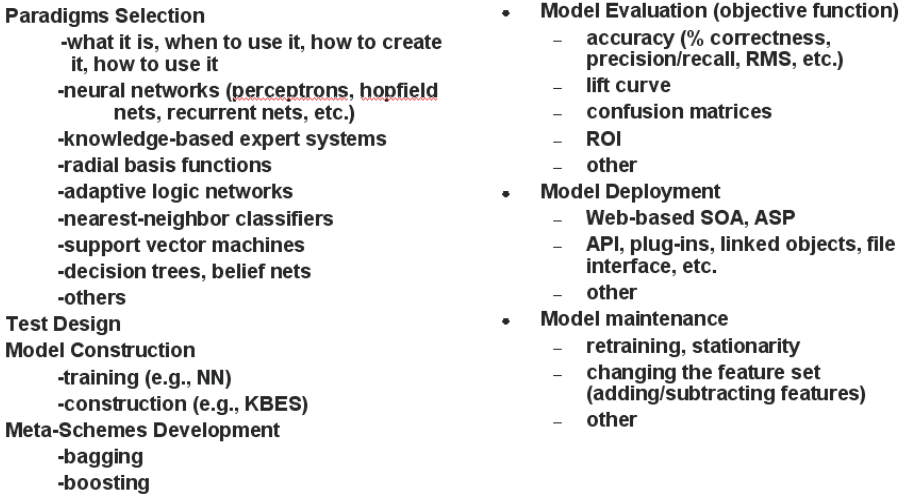 Paradigms Selection
-what it is, when to use it, how to create
it, how to use it
-neural networks (perceptrons, hopfield
nets, recurrent nets, etc.)
-knowledge-based expert systems
-radial basis functions
-adaptive logic networks
-nearest-neighbor classifiers
-support vector machines
-decision trees, belief nets
-others
Test Design
Model Construction
-training (e.g., NN)
-construction (e.g., KBES)
Meta-Schemes Development
-bagging
-boosting
• Model Evaluation (objective function)
– accuracy (% correctness,
precision/recall, RMS, etc.)
– lift curve
– confusion matrices
– ROI
– other
• Model Deployment
– Web-based SOA, ASP
– API, plug-ins, linked objects, file
interface, etc.
– other
• Model maintenance
– retraining, stationarity
– changing the feature set
(adding/subtracting features)
– other